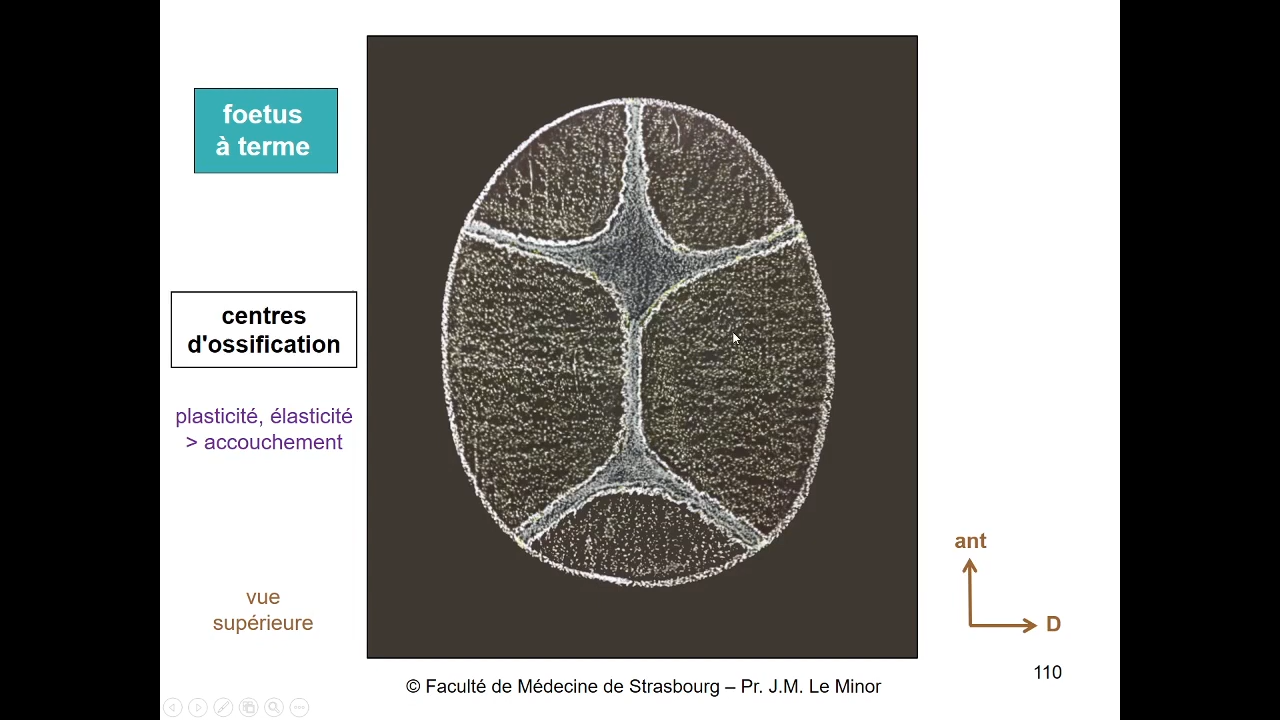 foetus
à terme
centres
d'ossification
plasticité, élasticité
> accouchement
vue
supérieure
ant
D
110
© Faculté de Médecine de Strasbourg – Pr. J.M. Le Minor